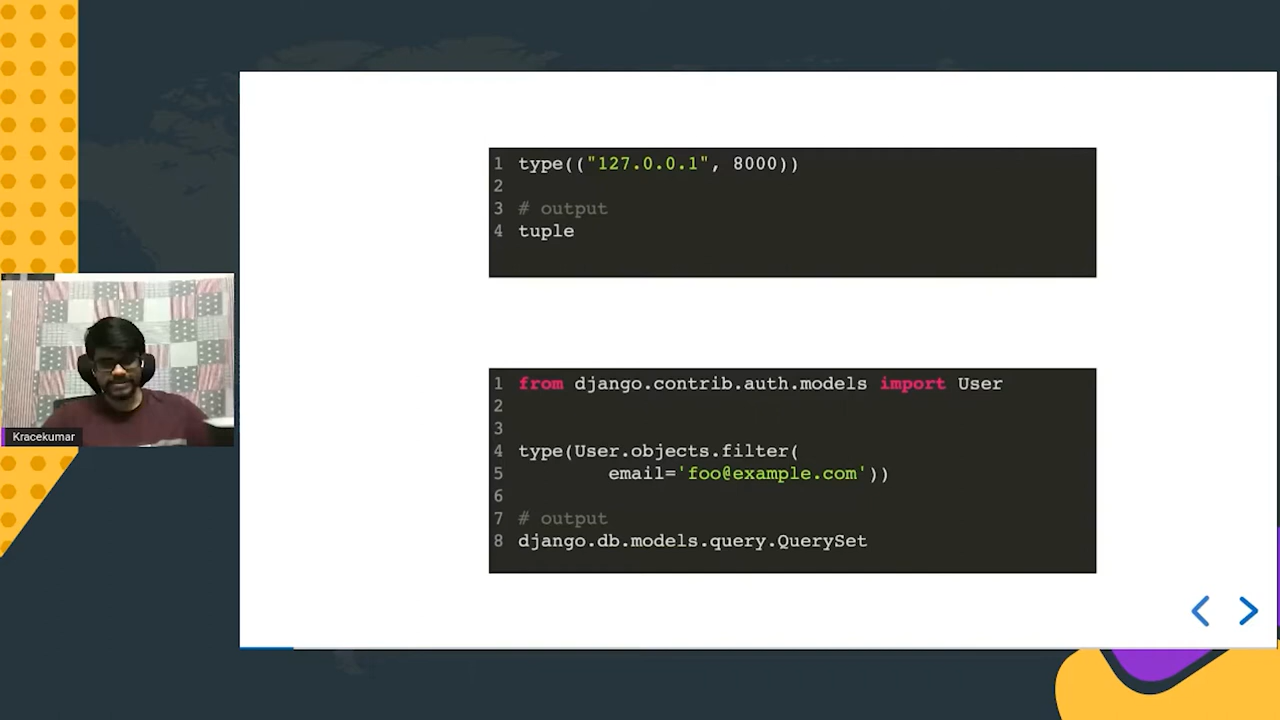 1 type(("127.0.0.1", 8000))
2
3 # output
4 tuple
1 from django.contrib.auth.models import User
2
3
4 type(User.objects.filter(
5 email='foo@example.com'))
6
7 # output
8 django.db.models.query.QuerySet
Kracekumar